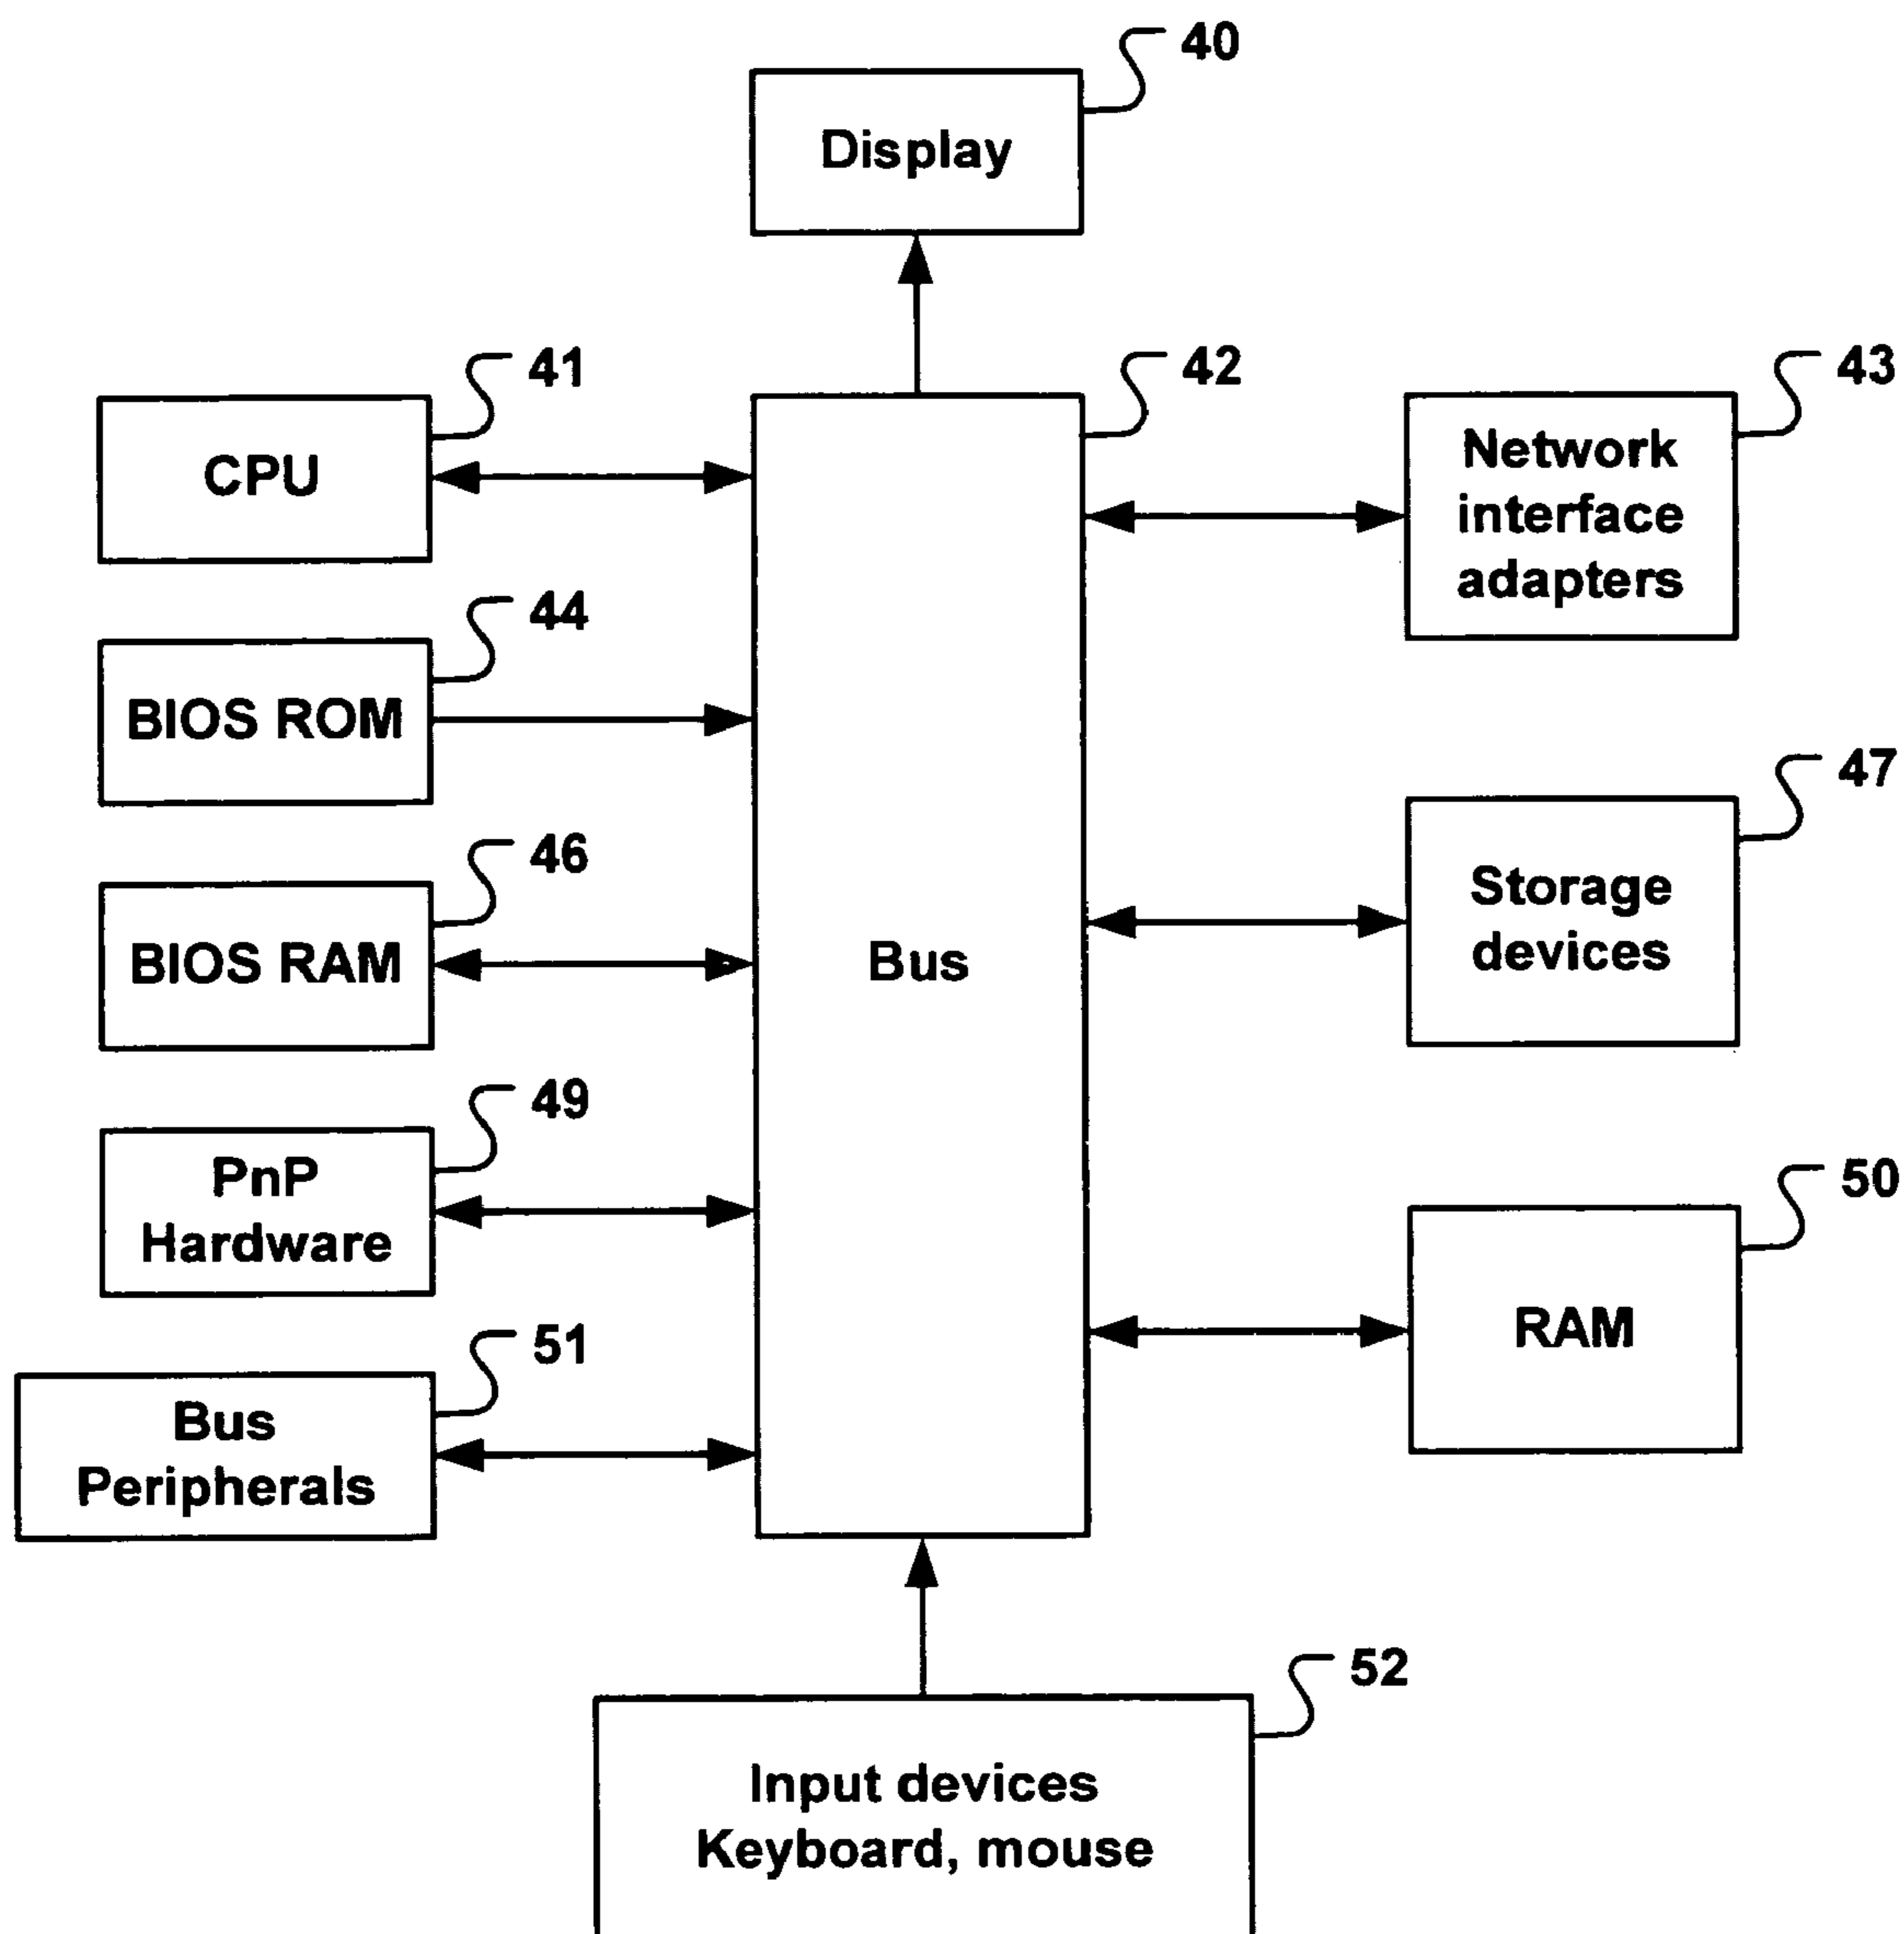 40
Display
41
42
43
CPU
Network
interface
adapters
44
BIOS ROM
47
46
Storage
devices
BIOS RAM
Bus
49
PnP
Hardware
50
RAM
51
Bus
Peripherals
52
Input devices
Keyboard, mouse